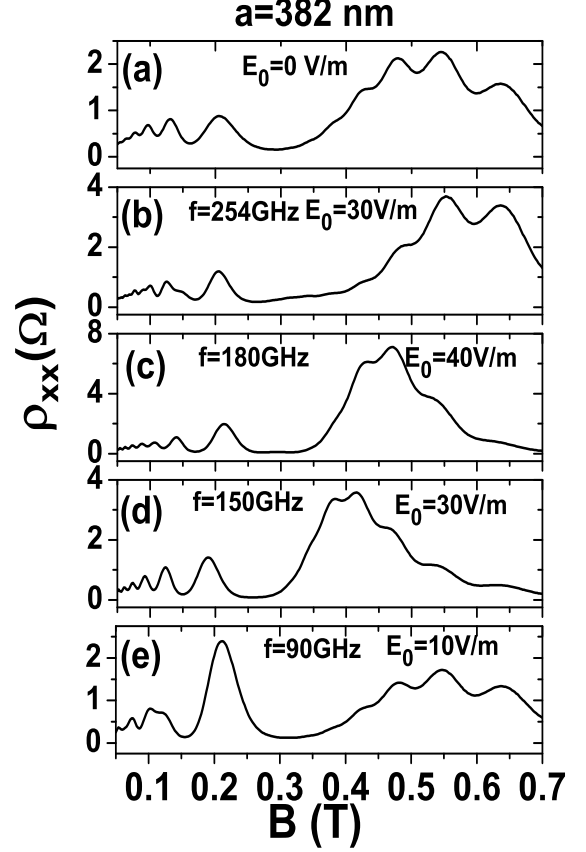 a=382 nm
(a) E₀=0 V/m
2
1
0
(b) f=254GHz E₀=30V/m
4
2
0
(c) f=180GHz E₀=40V/m
8
4
0
(d) f=150GHz E₀=30V/m
4
2
0
(e) f=90GHz E₀=10V/m
2
1
0
ρxx(Ω)
0.1 0.2 0.3 0.4 0.5 0.6 0.7
B (T)